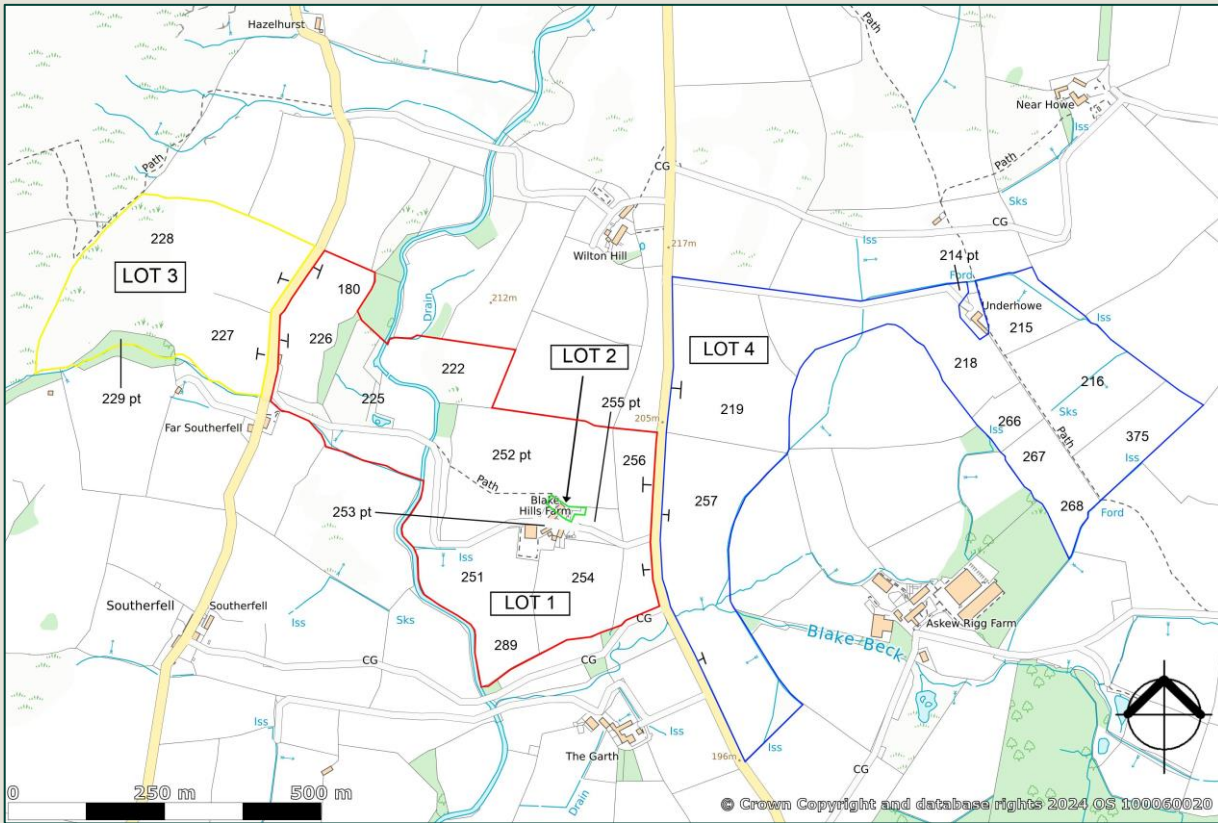 Hazelhurst
Path
Near Howe
Iss
Path
CG
Path
Sks
CG
228
LOT 3
Wilton Hill
217m
Iss
214 pt
Ford
Underhowe
180
Drain
212m
215
Iss
227
226
222
LOT 2
LOT 4
218
216
229 pt
225
255 pt
219
Sks
205m
266
Iss
Path
375
Far Southerfell
252 pt
256
267
Iss
Path
Blake
Hills Farm
257
268
Ford
253 pt
Iss
251
254
Southerfell
Southerfell
LOT 1
Iss
Sks
CG
Askew Rigg Farm
289
Blake Beck
CG
CG
Iss
Iss
The Garth
Iss
196m
CG
Drain
0
250 m
500 m
© Crown Copyright and database rights 2024 OS 100060020